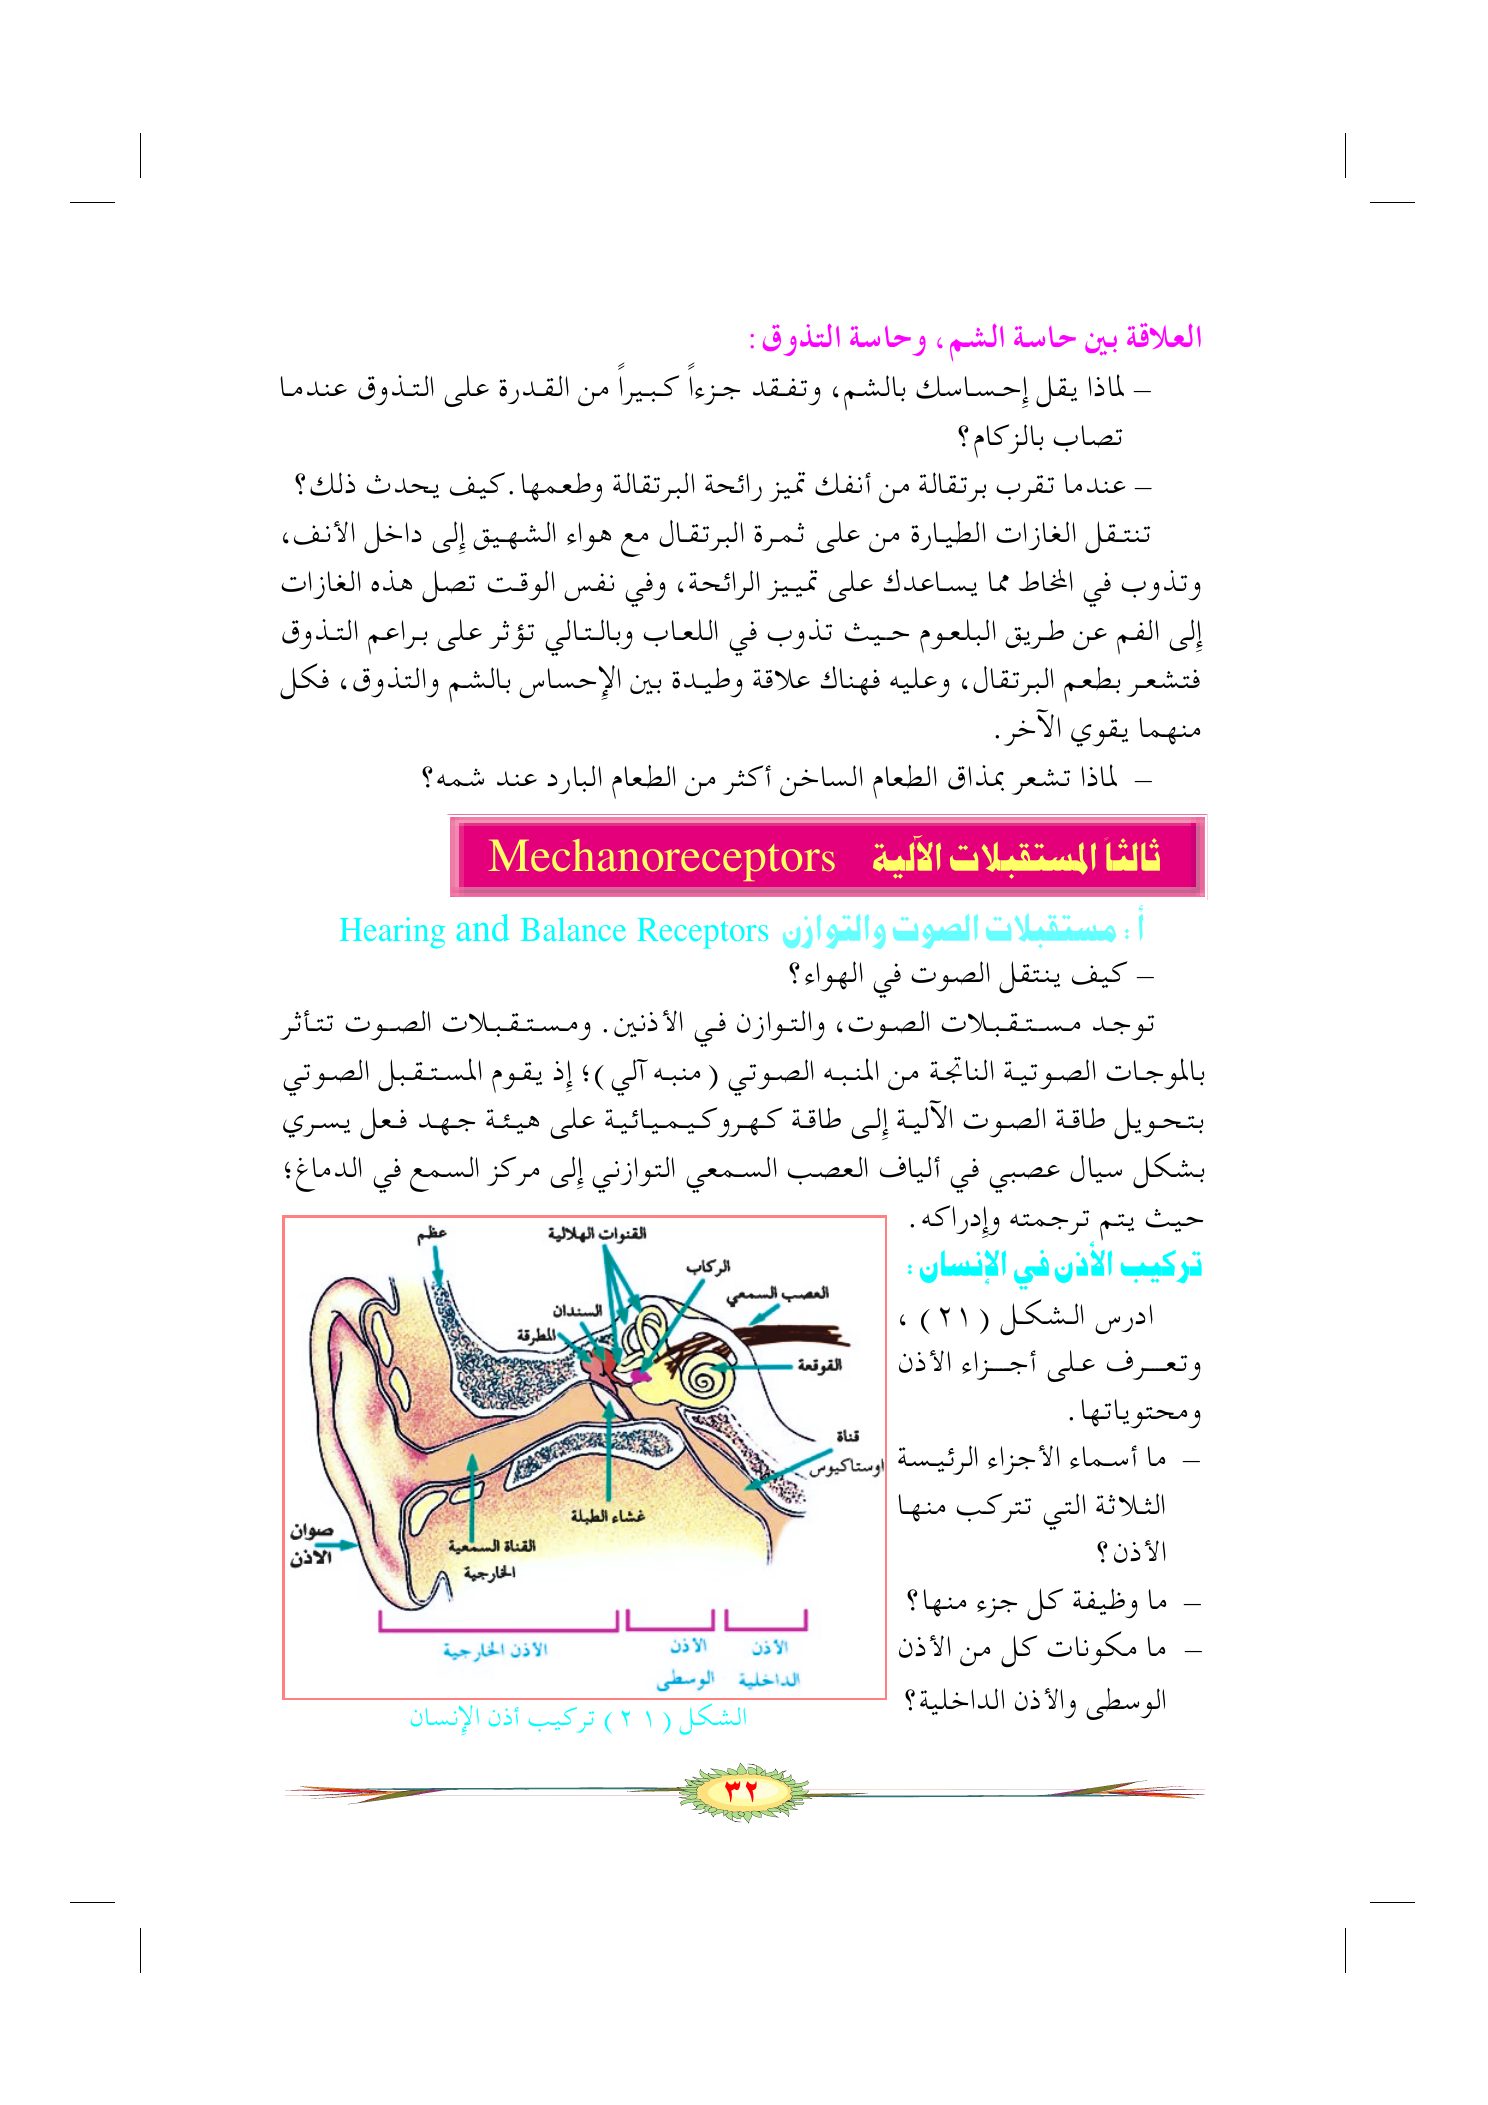 العلاقة بين حاسة الشم، وحاسة التذوق :
– لماذا يقل إحساسك بالشم، وتفقد جزءاً كبيراً من القدرة على التذوق عندما
تصاب بالزكام؟
– عندما تقرب برتقالة من أنفك تميز رائحة البرتقالة وطعمها. كيف يحدث ذلك؟
تنتقل الغازات الطيارة من على ثمرة البرتقال مع هواء الشهيق إلى داخل الأنف،
وتذوب في المخاط مما يساعدك على تمييز الرائحة، وفي نفس الوقت تصل هذه الغازات
إلى الفم عن طريق البلعوم حيث تذوب في اللعاب وبالتالي تؤثر على براعم التذوق
فتشعر بطعم البرتقال، وعليه فهناك علاقة وطيدة بين الإحساس بالشم والتذوق، فكل
منهما يقوي الآخر.
– لماذا تشعر بمذاق الطعام الساخن أكثر من الطعام البارد عند شمه؟
ثالثاً المستقبلات الآلية Mechanoreceptors
أ : مستقبلات الصوت والتوازن Hearing and Balance Receptors
– كيف ينتقل الصوت في الهواء؟
توجد مستقبلات الصوت، والتوازن في الأذنين. ومستقبلات الصوت تتأثر
بالموجات الصوتية الناتجة من المنبه الصوتي ( منبه آلي )؛ إذ يقوم المستقبل الصوتي
بتحويل طاقة الصوت الآلية إلى طاقة كهروكيميائية على هيئة جهد فعل يسري
بشكل سيال عصبي في ألياف العصب السمعي التوازني إلى مركز السمع في الدماغ؛
حيث يتم ترجمته وإدراكه.
تركيب الأذن في الإنسان :
ادرس الشكل ( ٢١ ) ،
وتعرف على أجزاء الأذن
ومحتوياتها.
– ما أسماء الأجزاء الرئيسة
الثلاثة التي تتركب منها
الأذن؟
– ما وظيفة كل جزء منها؟
– ما مكونات كل من الأذن
الوسطى والأذن الداخلية؟
عظم
القنوات الهلالية
الركاب
العصب السمعي
السندان
المطرقة
القوقعة
قناة
اوستاكيوس
غشاء الطبلة
القناة السمعية
الخارجية
صوان
الاذن
الأذن
الداخلية
الأذن
الوسطى
الاذن الخارجية
الشكل ( ٢١ ) تركيب أذن الإنسان
٣٢